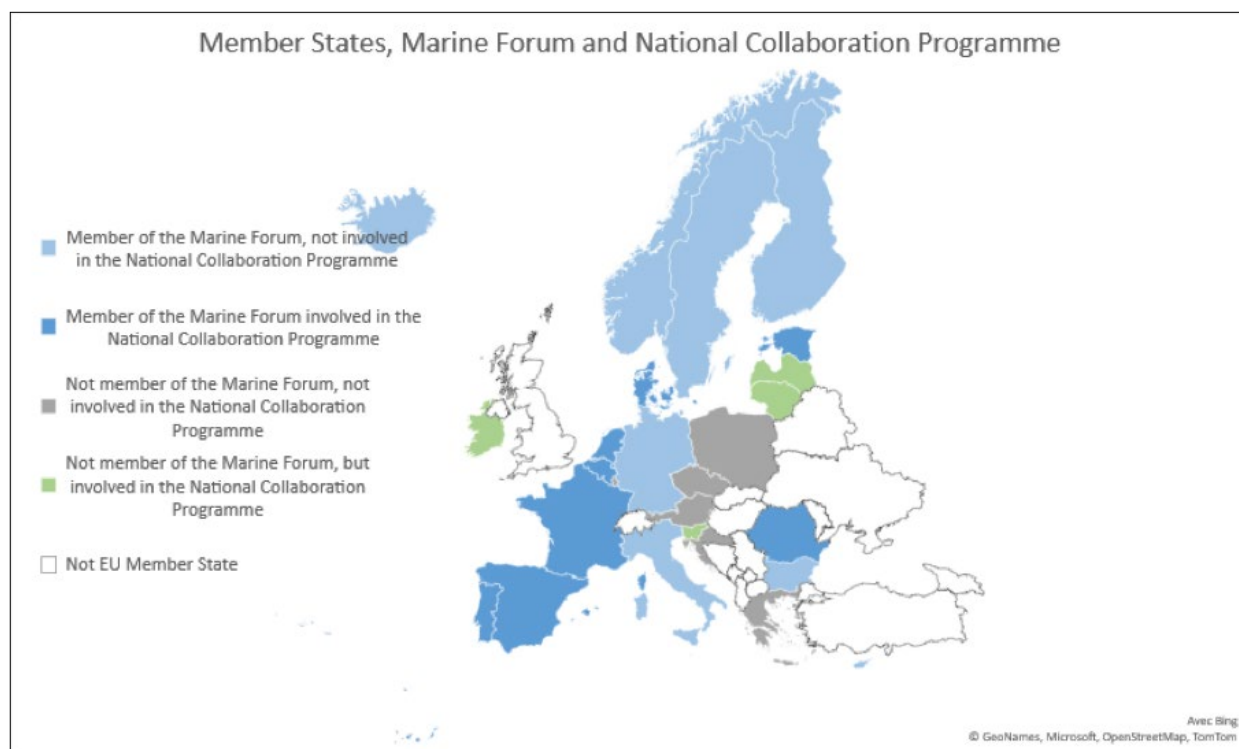 Member States, Marine Forum and National Collaboration Programme
Member of the Marine Forum, not involved
in the National Collaboration Programme
Member of the Marine Forum involved in the
National Collaboration Programme
Not member of the Marine Forum, not
involved in the National Collaboration
Programme
Not member of the Marine Forum, but
involved in the National Collaboration
Programme
Not EU Member State
Avec Bing
© GeoNames, Microsoft, OpenStreetMap, TomTom